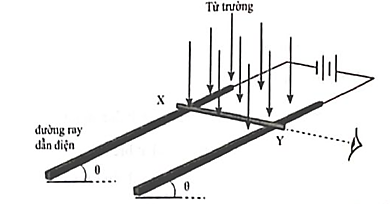 Từ trường
X
đường ray
dẫn điện
Y
θ
θ